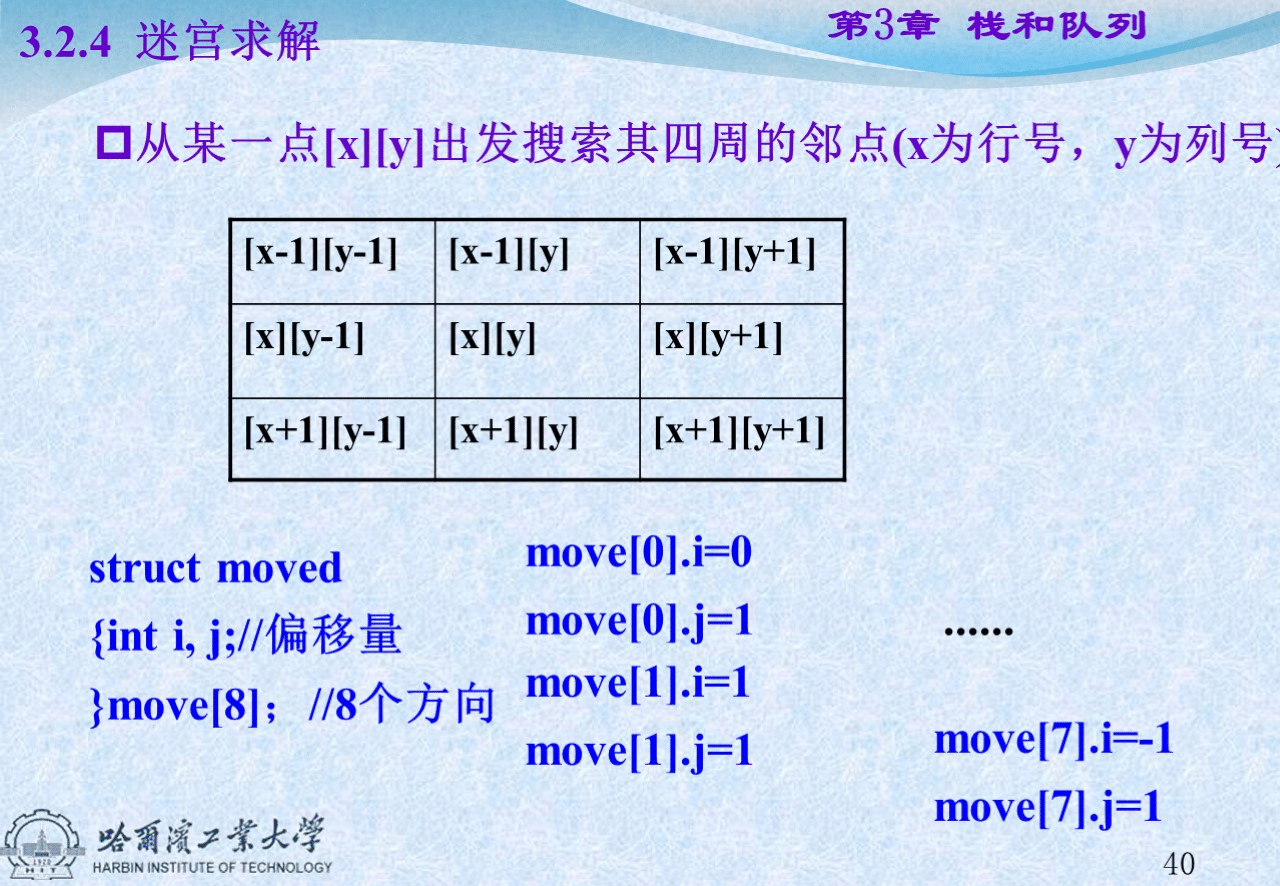 3.2.4 迷宫求解
第3章 栈和队列
从某一点[x][y]出发搜索其四周的邻点(x为行号，y为列号)
[x-1][y-1] [x-1][y] [x-1][y+1]
[x][y-1] [x][y] [x][y+1]
[x+1][y-1] [x+1][y] [x+1][y+1]
struct moved
{int i, j;//偏移量
}move[8]；//8个方向
move[0].i=0
move[0].j=1
move[1].i=1
move[1].j=1
......
move[7].i=-1
move[7].j=1
哈爾濱工業大學
HARBIN INSTITUTE OF TECHNOLOGY
1920
HIT
40